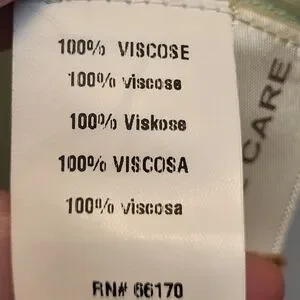 100% VISCOSE
100% viscose
100% Viskose
100% VISCOSA
100% viscosa
RN# 66170
CARE